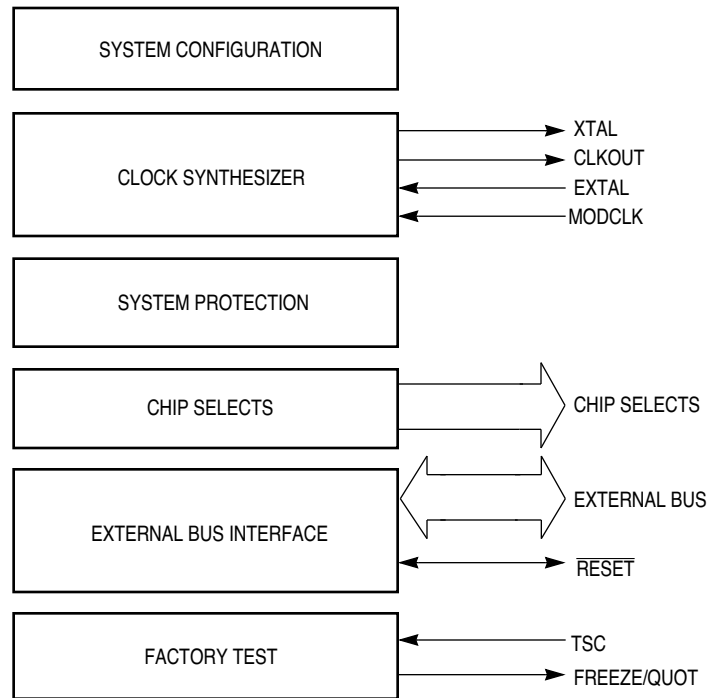 SYSTEM CONFIGURATION
CLOCK SYNTHESIZER
XTAL
CLKOUT
EXTAL
MODCLK
SYSTEM PROTECTION
CHIP SELECTS
CHIP SELECTS
EXTERNAL BUS INTERFACE
EXTERNAL BUS
RESET
FACTORY TEST
TSC
FREEZE/QUOT